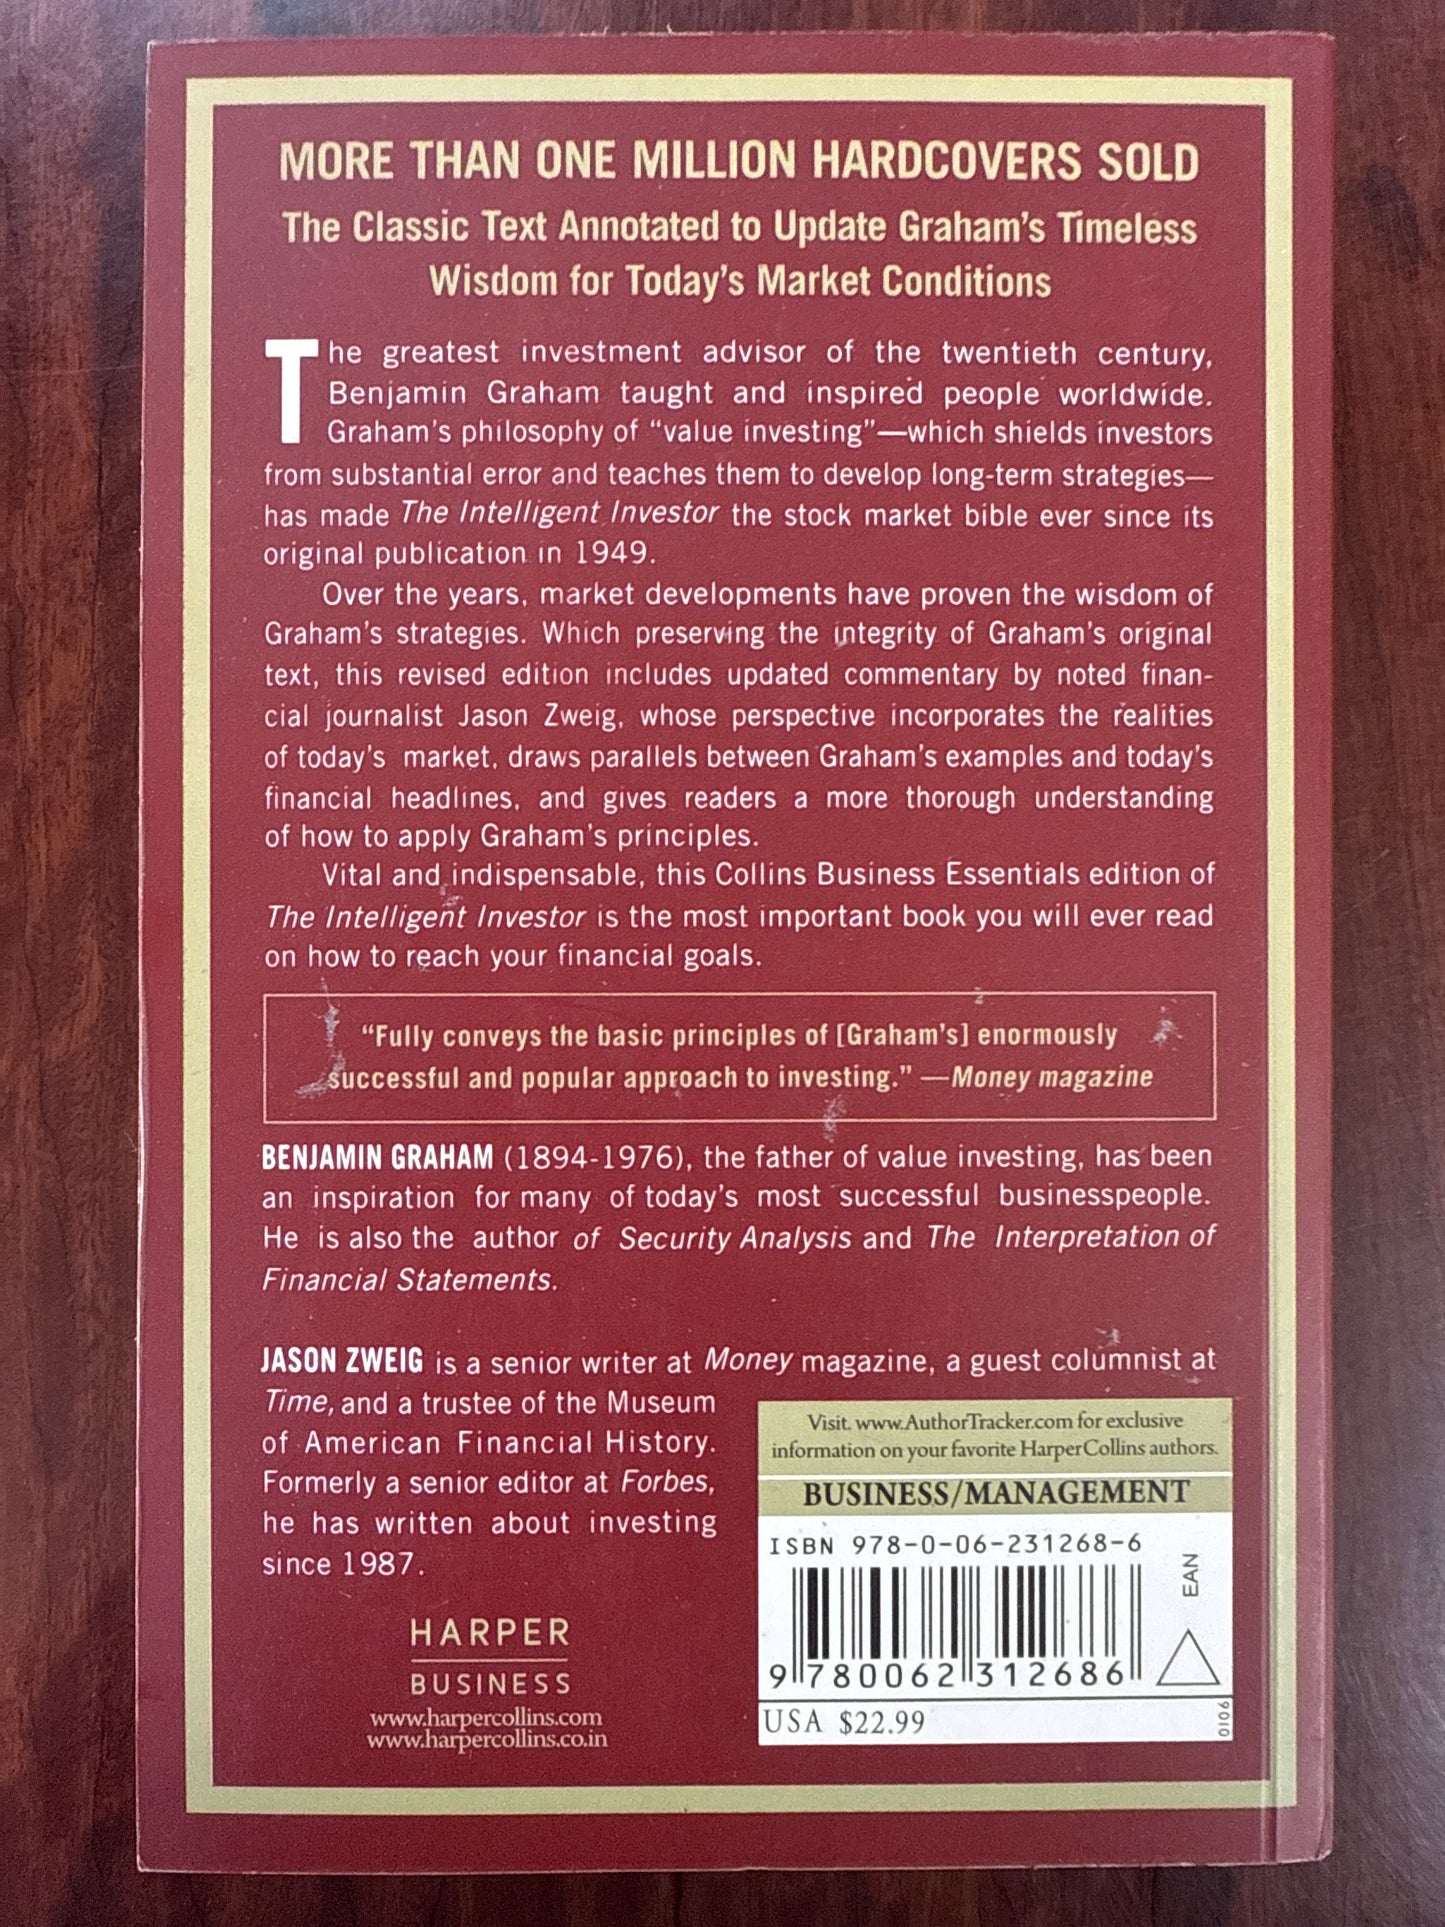 MORE THAN ONE MILLION HARDCOVERS SOLD
The Classic Text Annotated to Update Graham's Timeless
Wisdom for Today's Market Conditions
The greatest investment advisor of the twentieth century,
Benjamin Graham taught and inspired people worldwide.
Graham's philosophy of "value investing"—which shields investors
from substantial error and teaches them to develop long-term strategies—
has made The Intelligent Investor the stock market bible ever since its
original publication in 1949.
Over the years, market developments have proven the wisdom of
Graham's strategies. Which preserving the integrity of Graham's original
text, this revised edition includes updated commentary by noted finan-
cial journalist Jason Zweig, whose perspective incorporates the realities
of today's market, draws parallels between Graham's examples and today's
financial headlines, and gives readers a more thorough understanding
of how to apply Graham's principles.
Vital and indispensable, this Collins Business Essentials edition of
The Intelligent Investor is the most important book you will ever read
on how to reach your financial goals.
"Fully conveys the basic principles of [Graham's] enormously
successful and popular approach to investing." —Money magazine
BENJAMIN GRAHAM (1894-1976), the father of value investing, has been
an inspiration for many of today's most successful businesspeople.
He is also the author of Security Analysis and The Interpretation of
Financial Statements.
JASON ZWEIG is a senior writer at Money magazine, a guest columnist at
Time, and a trustee of the Museum
of American Financial History.
Formerly a senior editor at Forbes,
he has written about investing
since 1987.
HARPER
BUSINESS
www.harpercollins.com
www.harpercollins.co.in
Visit. www.AuthorTracker.com for exclusive
information on your favorite HarperCollins authors.
BUSINESS/MANAGEMENT
ISBN 978-0-06-231268-6
EAN
9 780062 312686
USA $22.99
0106